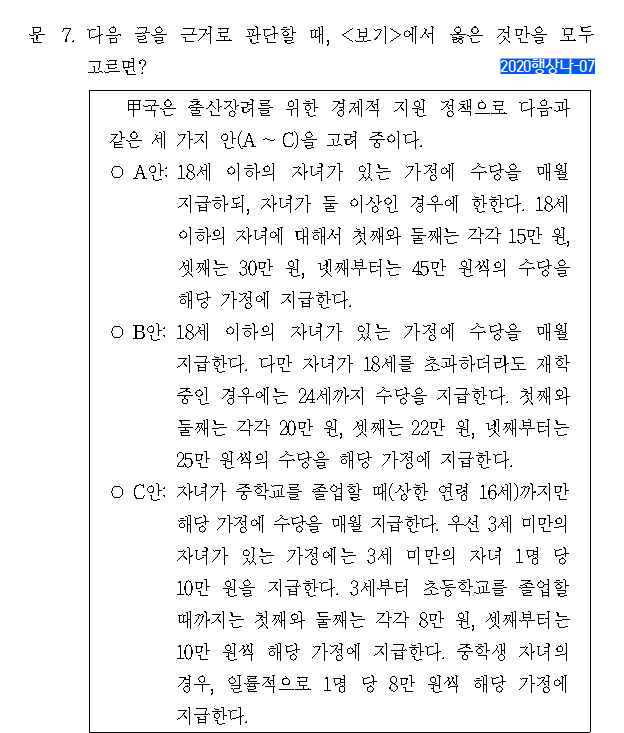 문 7. 다음 글을 근거로 판단할 때, <보기>에서 옳은 것만을 모두
고르면?
2020행상나-07
甲국은 출산장려를 위한 경제적 지원 정책으로 다음과
같은 세 가지 안(A ~ C)을 고려 중이다.
○ A안: 18세 이하의 자녀가 있는 가정에 수당을 매월
지급하되, 자녀가 둘 이상인 경우에 한한다. 18세
이하의 자녀에 대해서 첫째와 둘째는 각각 15만 원,
셋째는 30만 원, 넷째부터는 45만 원씩의 수당을
해당 가정에 지급한다.
○ B안: 18세 이하의 자녀가 있는 가정에 수당을 매월
지급한다. 다만 자녀가 18세를 초과하더라도 재학
중인 경우에는 24세까지 수당을 지급한다. 첫째와
둘째는 각각 20만 원, 셋째는 22만 원, 넷째부터는
25만 원씩의 수당을 해당 가정에 지급한다.
○ C안: 자녀가 중학교를 졸업할 때(상한 연령 16세)까지만
해당 가정에 수당을 매월 지급한다. 우선 3세 미만의
자녀가 있는 가정에는 3세 미만의 자녀 1명 당
10만 원을 지급한다. 3세부터 초등학교를 졸업할
때까지는 첫째와 둘째는 각각 8만 원, 셋째부터는
10만 원씩 해당 가정에 지급한다. 중학생 자녀의
경우, 일률적으로 1명 당 8만 원씩 해당 가정에
지급한다.